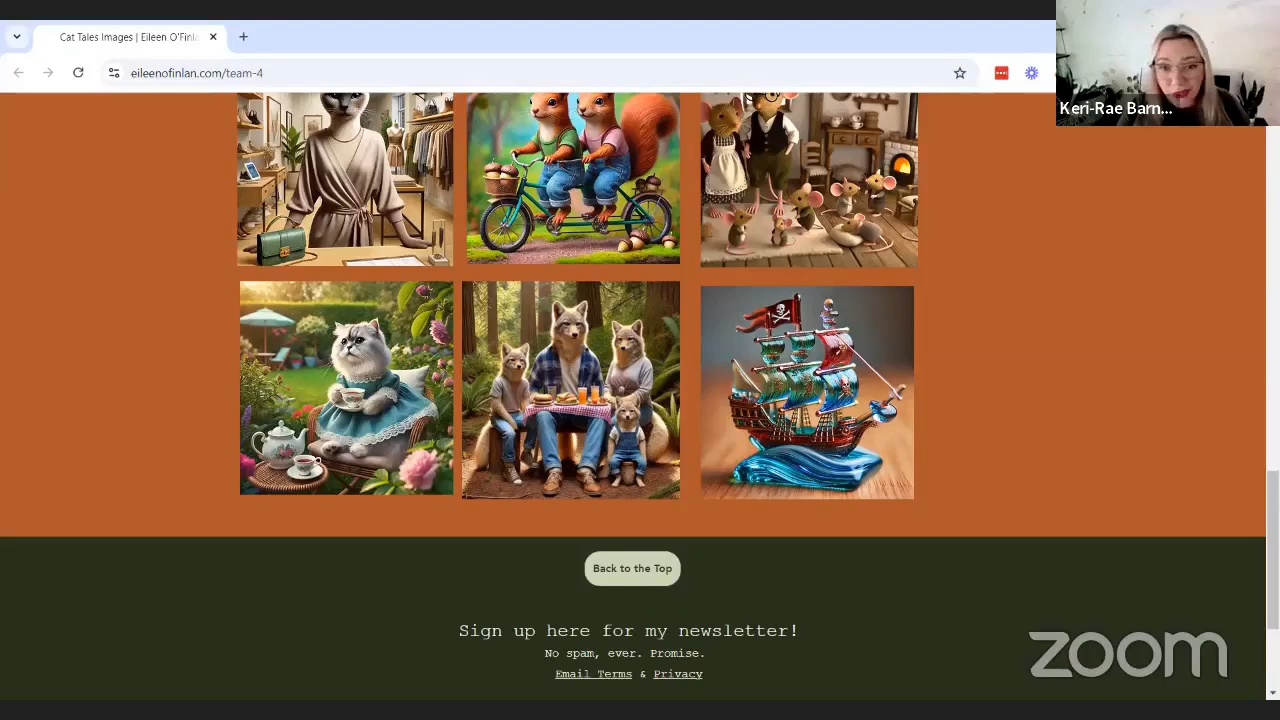 Cat Tales Images | Eileen O'Finla
eileenofinlan.com/team-4
Keri-Rae Barn...
Back to the Top
Sign up here for my newsletter!
No spam, ever. Promise.
Email Terms & Privacy
zoom